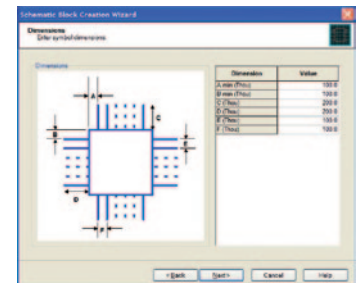 Schematic Block Creation Wizard
Dimensions
Enter symbol dimensions
Dimensions
Dimension Value
A min (Thou) 100.0
B min (Thou) 100.0
C (Thou) 200.0
D (Thou) 200.0
E (Thou) 100.0
F (Thou) 100.0
A
B
C
E
D
F
< Back
Next >
Cancel
Help